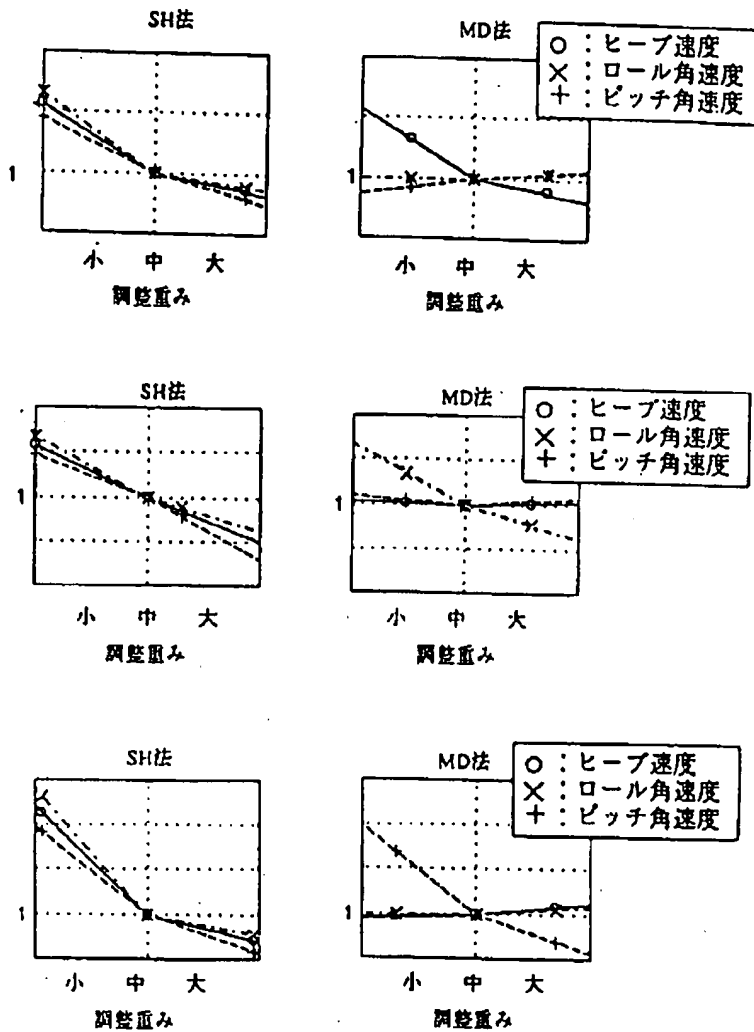 SH法
MD法
○ : ヒーブ速度
× : ロール角速度
+ : ピッチ角速度
1
1
小 中 大
小 中 大
調整重み
調整重み
SH法
MD法
○ : ヒーブ速度
× : ロール角速度
+ : ピッチ角速度
1
1
小 中 大
小 中 大
調整重み
調整重み
SH法
MD法
○ : ヒーブ速度
× : ロール角速度
+ : ピッチ角速度
1
1
小 中 大
小 中 大
調整重み
調整重み